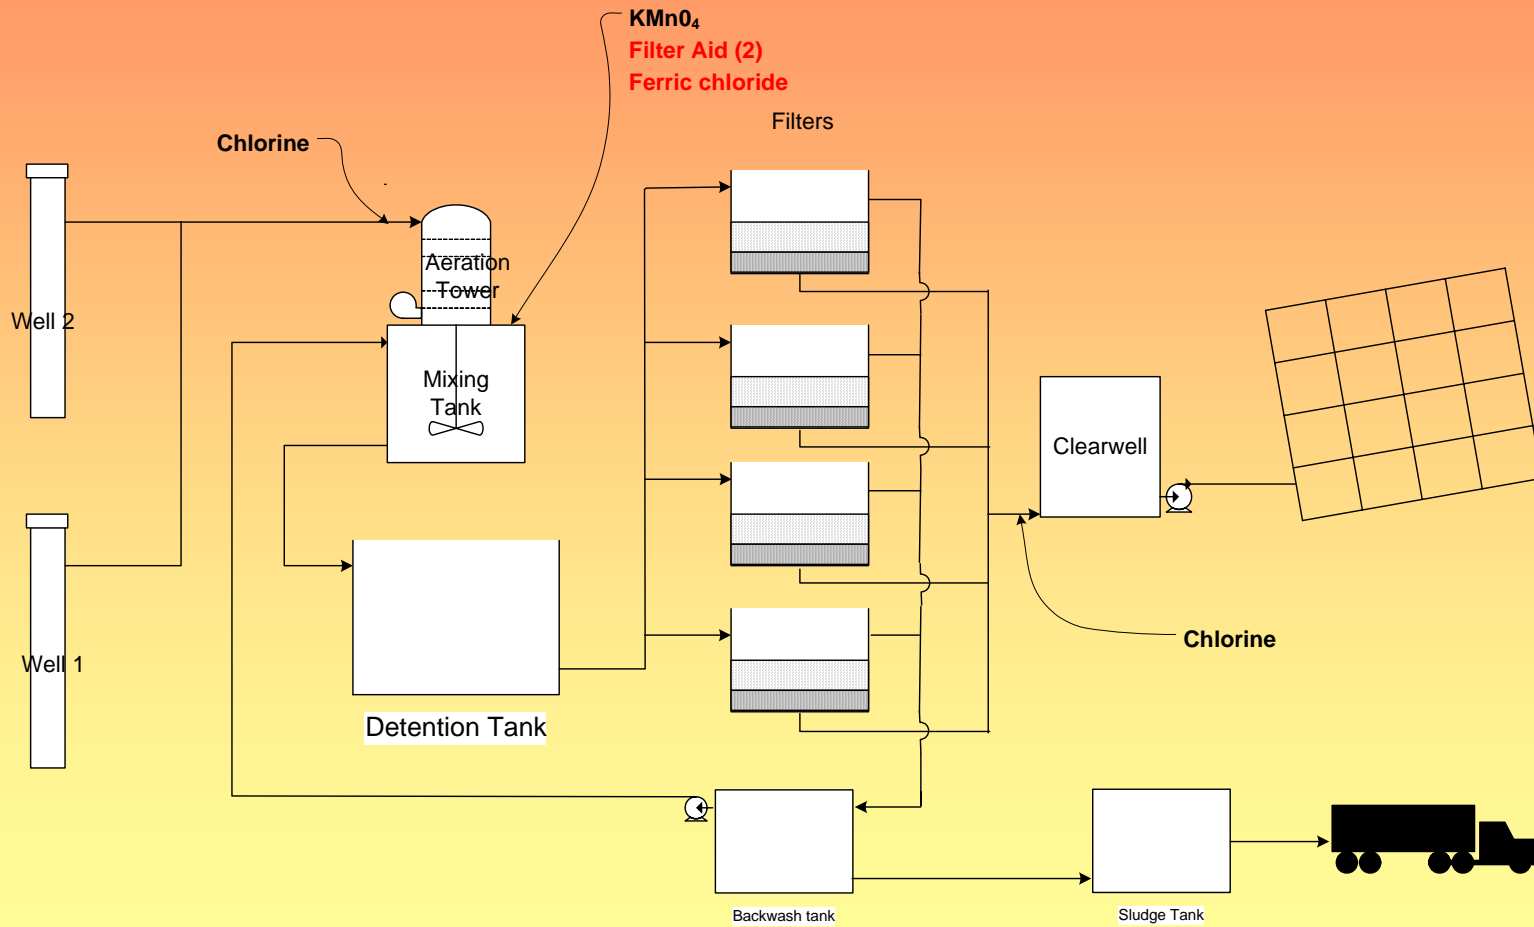 KMn0₄
Filter Aid (2)
Ferric chloride
Filters
Chlorine
Aeration
Tower
Well 2
Mixing
Tank
Clearwell
Chlorine
Well 1
Detention Tank
Backwash tank
Sludge Tank